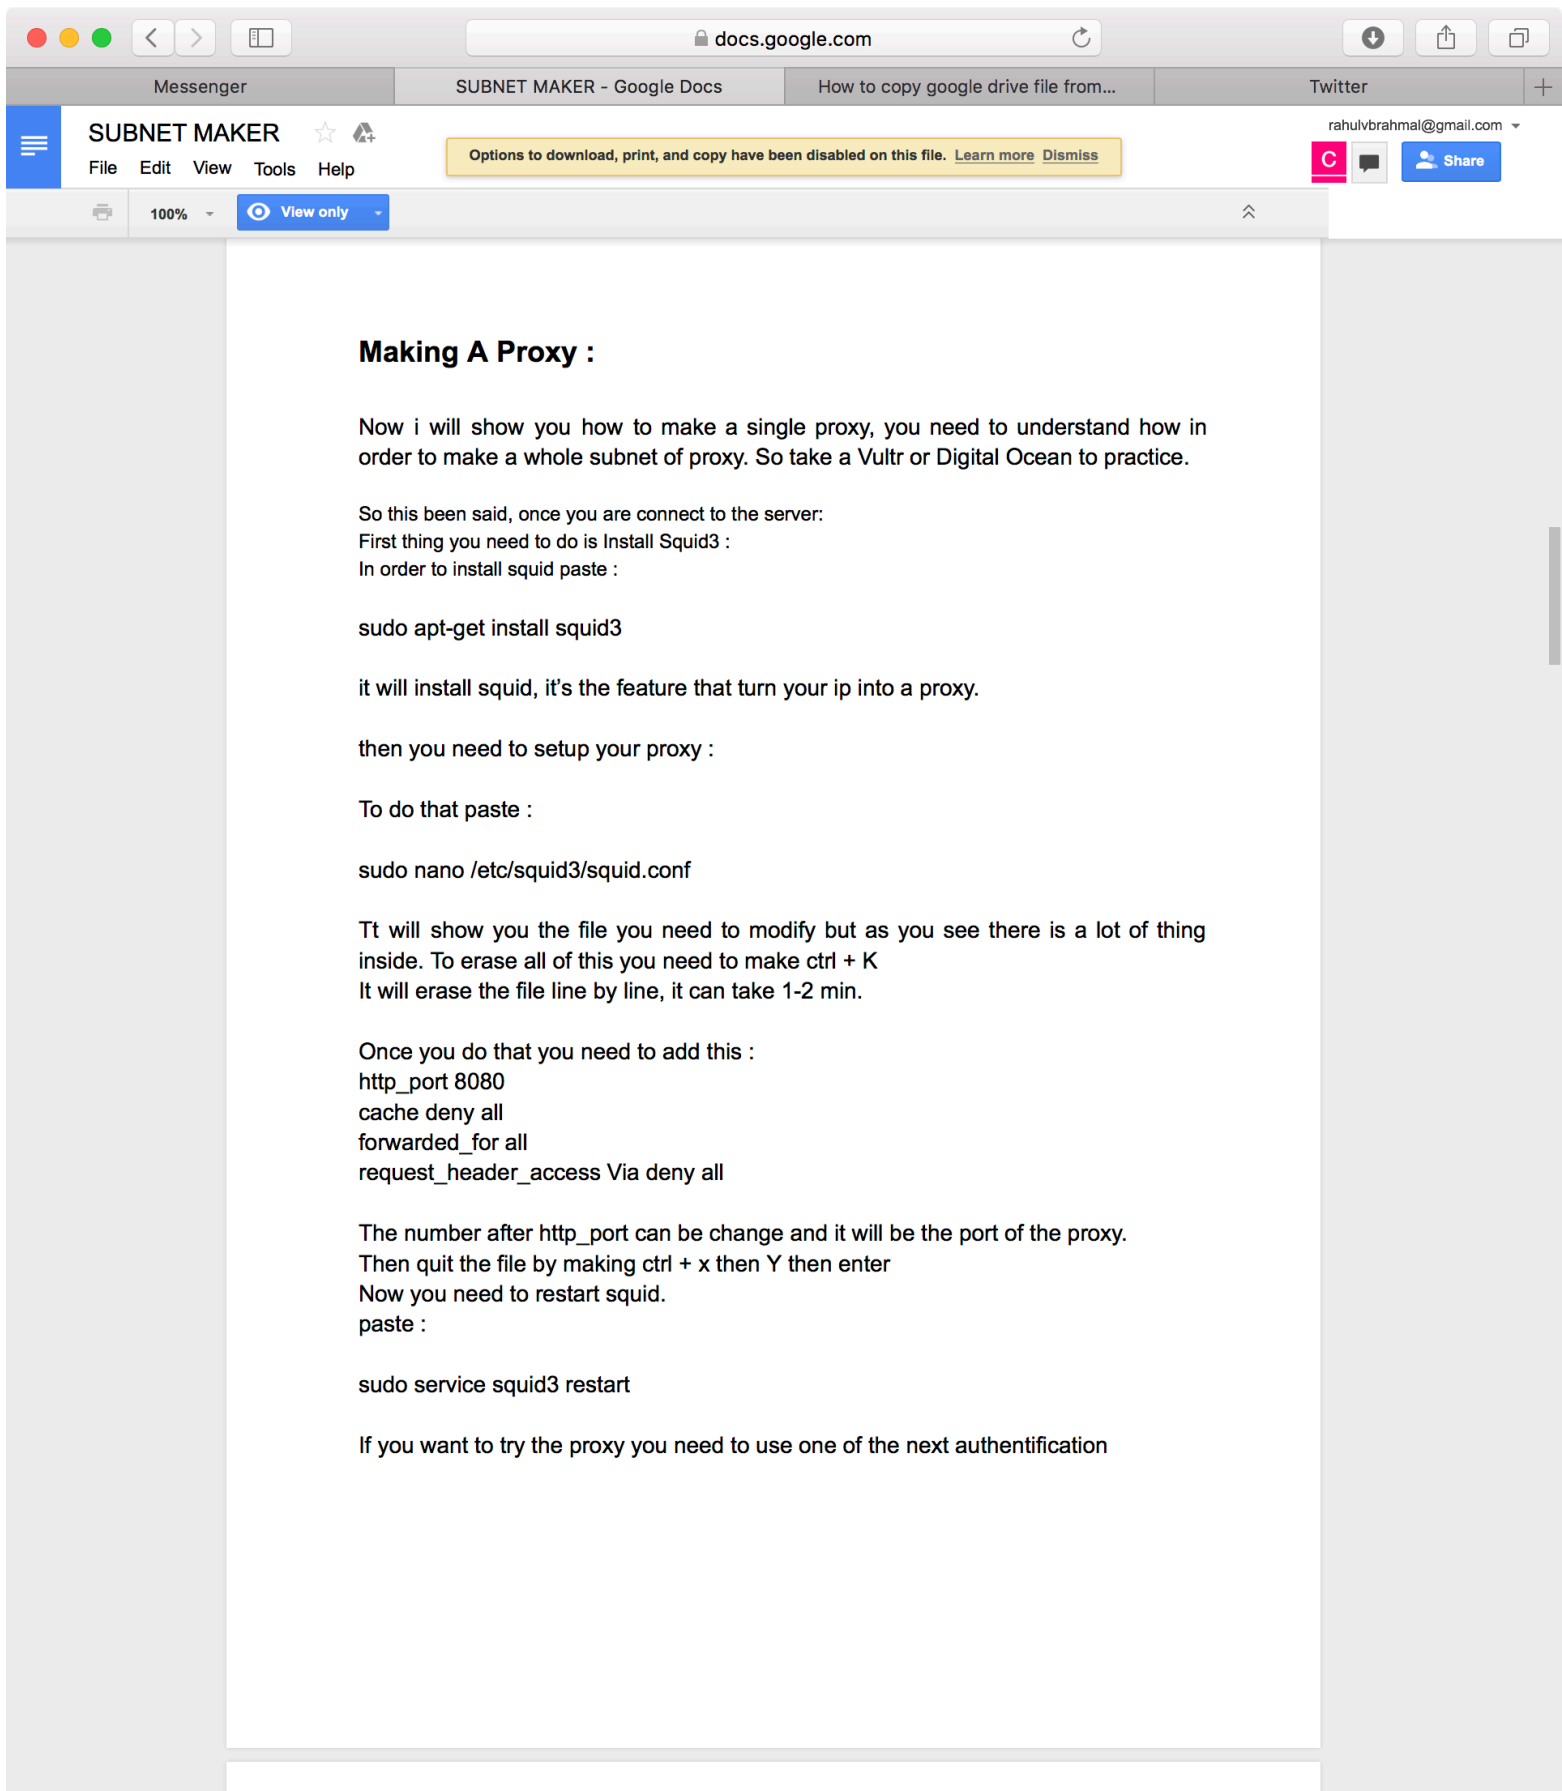 docs.google.com
Messenger
SUBNET MAKER - Google Docs
How to copy google drive file from...
Twitter
SUBNET MAKER
rahulvbrahmal@gmail.com
File Edit View Tools Help
Options to download, print, and copy have been disabled on this file. Learn more Dismiss
C
Share
100%
View only
Making A Proxy :
Now i will show you how to make a single proxy, you need to understand how in
order to make a whole subnet of proxy. So take a Vultr or Digital Ocean to practice.
So this been said, once you are connect to the server:
First thing you need to do is Install Squid3 :
In order to install squid paste :
sudo apt-get install squid3
it will install squid, it’s the feature that turn your ip into a proxy.
then you need to setup your proxy :
To do that paste :
sudo nano /etc/squid3/squid.conf
Tt will show you the file you need to modify but as you see there is a lot of thing
inside. To erase all of this you need to make ctrl + K
It will erase the file line by line, it can take 1-2 min.
Once you do that you need to add this :
http_port 8080
cache deny all
forwarded_for all
request_header_access Via deny all
The number after http_port can be change and it will be the port of the proxy.
Then quit the file by making ctrl + x then Y then enter
Now you need to restart squid.
paste :
sudo service squid3 restart
If you want to try the proxy you need to use one of the next authentification